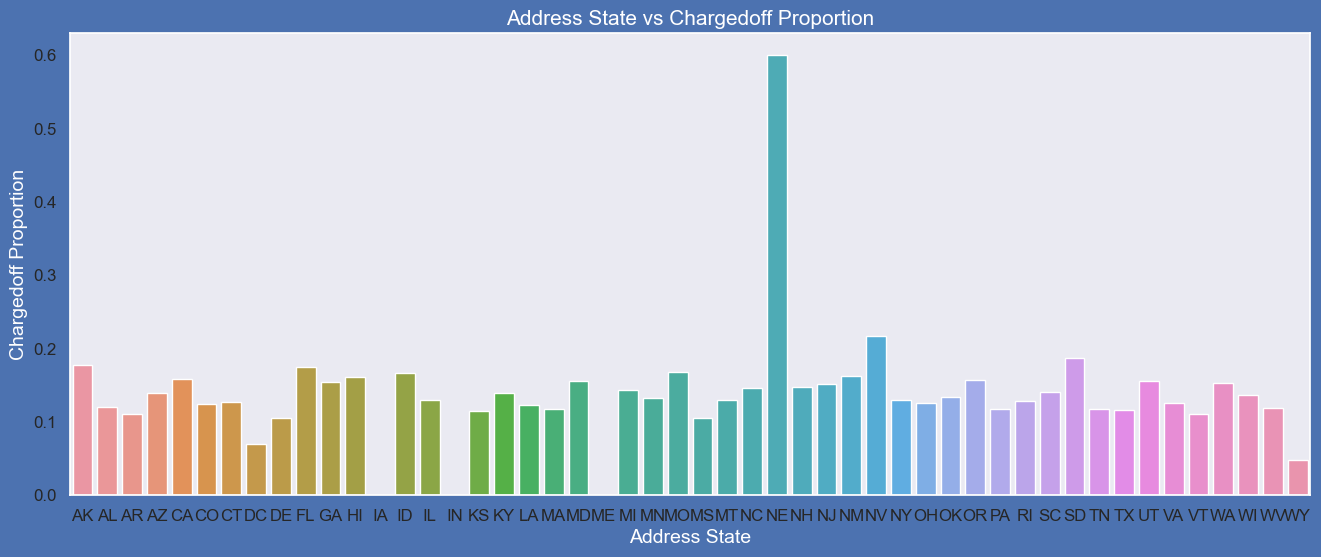 Address State vs Chargedoff Proportion
Chargedoff Proportion
0.6
0.5
0.4
0.3
0.2
0.1
0.0
AK AL AR AZ CA CO CT DC DE FL GA HI IA ID IL IN KS KY LA MA MD ME MI MN MO MS MT NC NE NH NJ NM NV NY OH OK OR PA RI SC SD TN TX UT VA VT WA WI WV WY
Address State